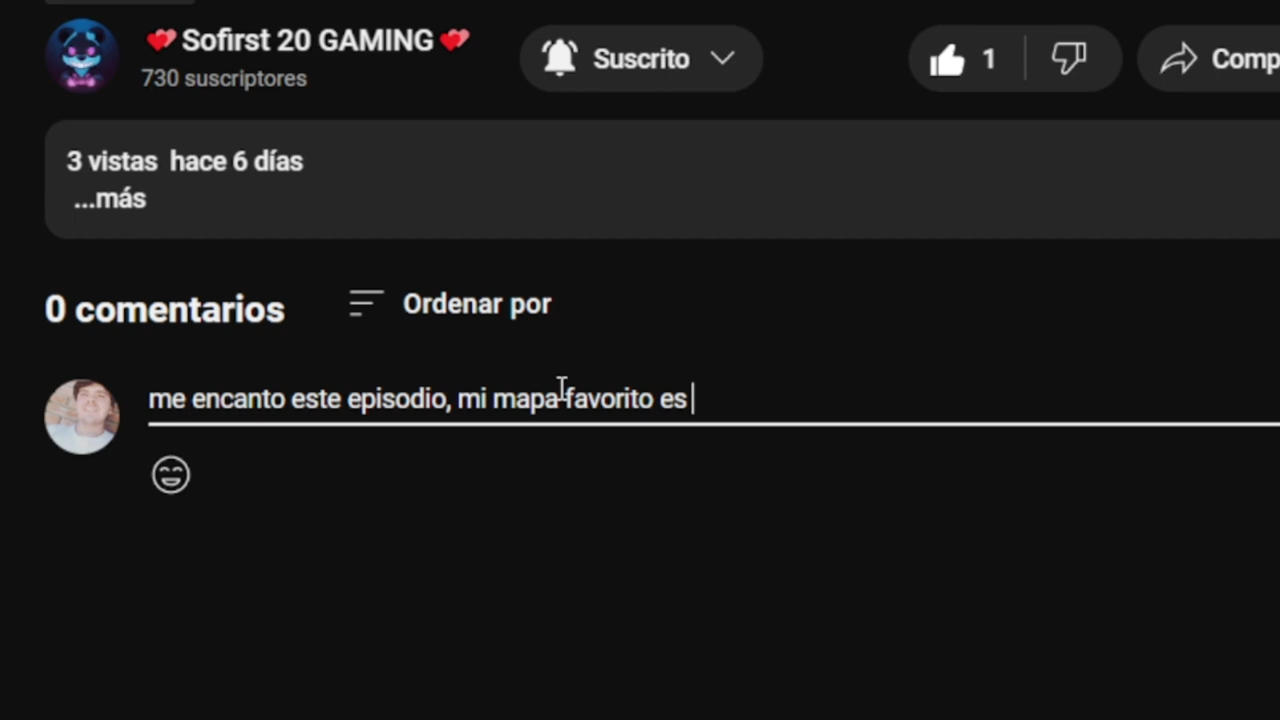 Sofirst 20 GAMING
730 suscriptores
Suscrito
1
Comp
3 vistas hace 6 días
...más
0 comentarios
Ordenar por
me encanto este episodio, mi mapa favorito es